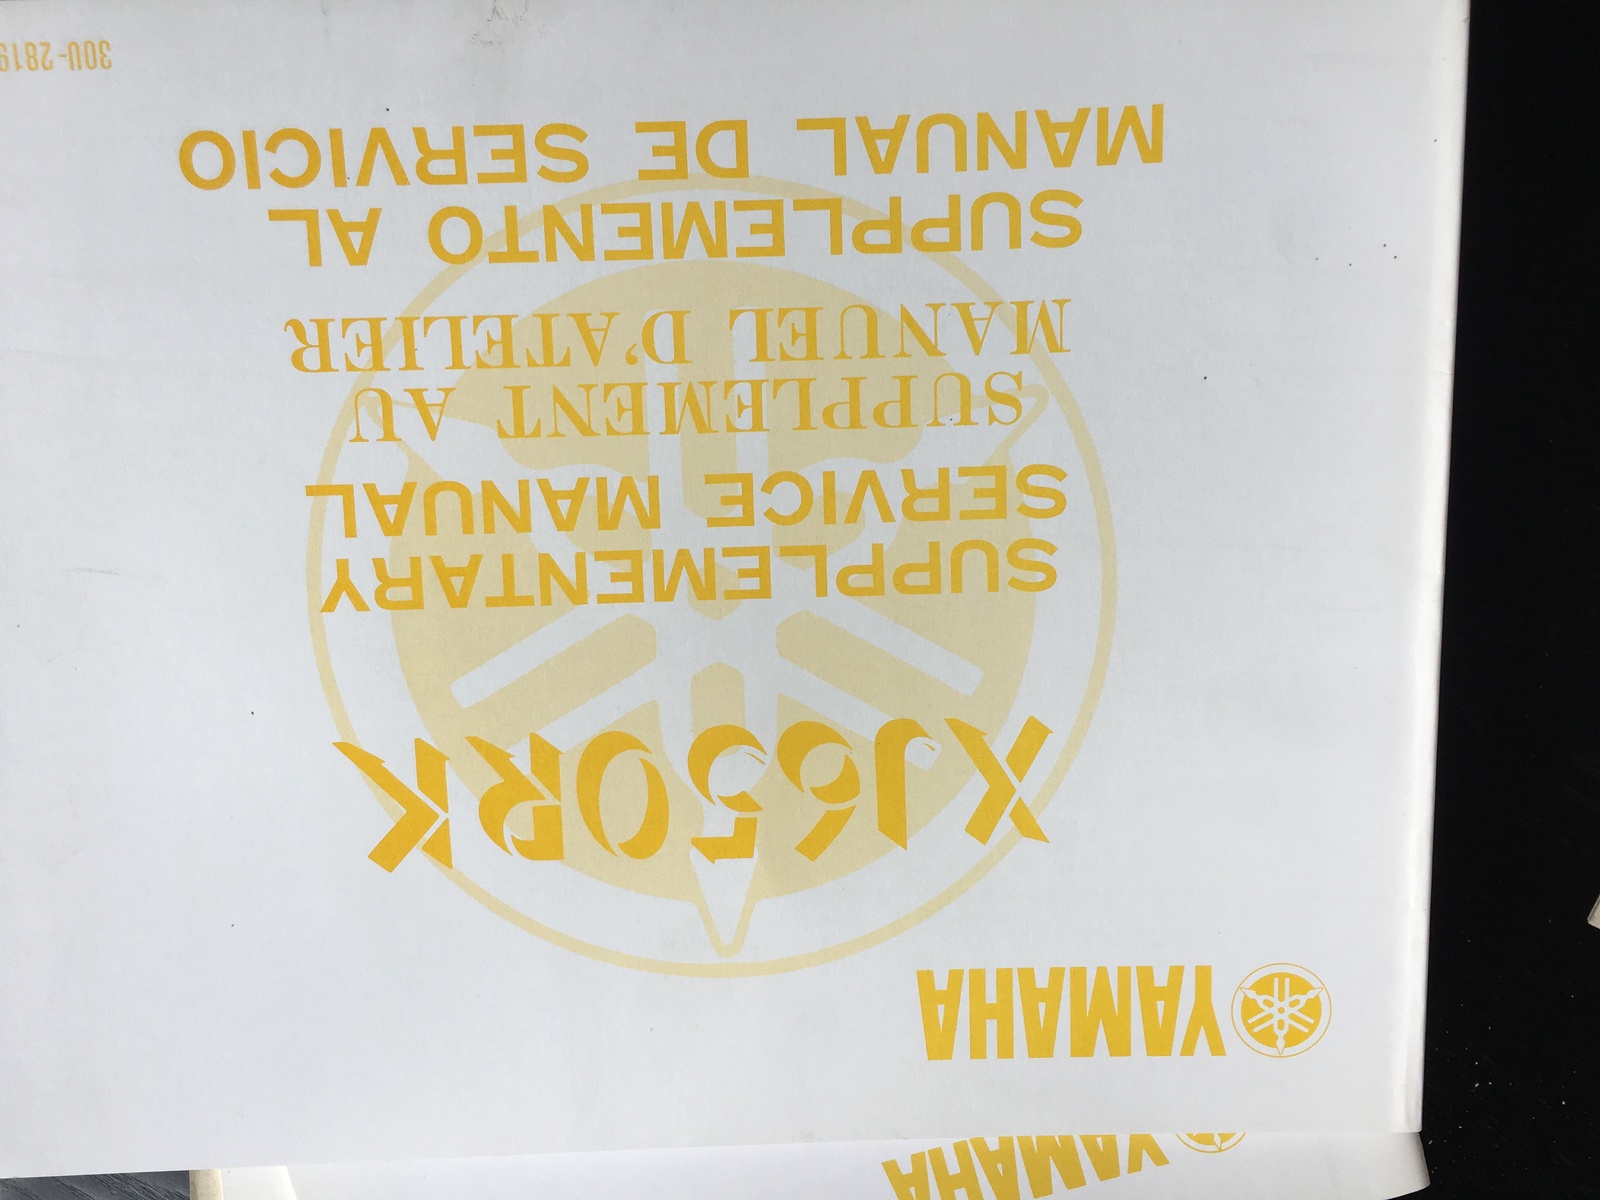 YAMAHA
YAMAHA
XJ650RK
SUPPLEMENTARY
SERVICE MANUAL
SUPPLEMENT AU
MANUEL D'ATELIER
SUPPLEMENTO AL
MANUAL DE SERVICIO